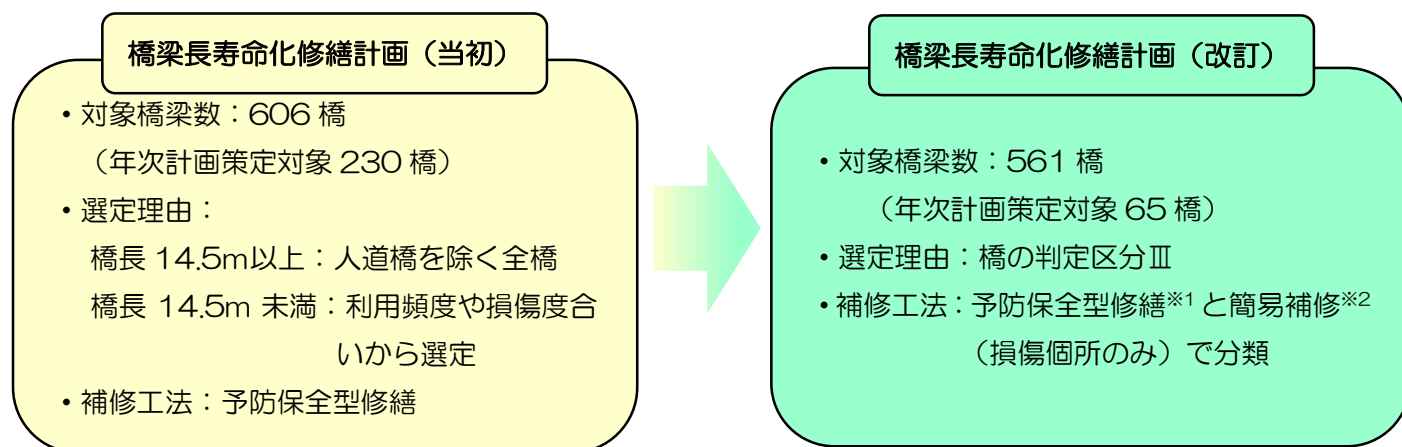 橋梁長寿命化修繕計画（当初）
・対象橋梁数：606 橋
（年次計画策定対象 230 橋）
・選定理由：
橋長 14.5m以上：人道橋を除く全橋
橋長 14.5m 未満：利用頻度や損傷度合
いから選定
・補修工法：予防保全型修繕
橋梁長寿命化修繕計画（改訂）
・対象橋梁数：561 橋
（年次計画策定対象 65 橋）
・選定理由：橋の判定区分Ⅲ
・補修工法：予防保全型修繕※1 と簡易補修※2
（損傷個所のみ）で分類